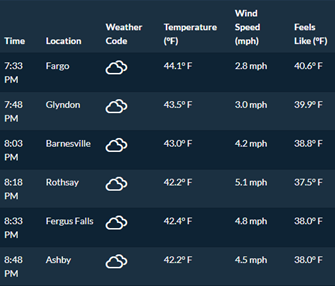 Time Location Weather Code Temperature (°F) Wind Speed (mph) Feels Like (°F)
7:33 PM Fargo 44.1° F 2.8 mph 40.6° F
7:48 PM Glyndon 43.5° F 3.0 mph 39.9° F
8:03 PM Barnesville 43.0° F 4.2 mph 38.8° F
8:18 PM Rothsay 42.2° F 5.1 mph 37.5° F
8:33 PM Fergus Falls 42.4° F 4.8 mph 38.0° F
8:48 PM Ashby 42.2° F 4.5 mph 38.0° F